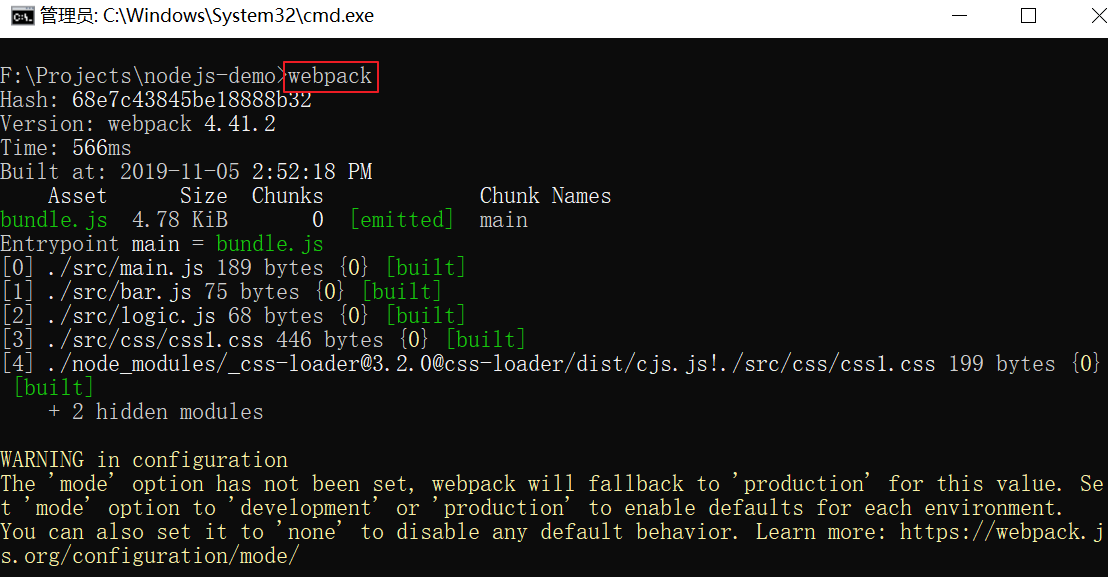 管理员: C:\Windows\System32\cmd.exe
F:\Projects\nodejs-demo>webpack
Hash: 68e7c43845be18888b32
Version: webpack 4.41.2
Time: 566ms
Built at: 2019-11-05 2:52:18 PM
    Asset      Size  Chunks             Chunk Names
bundle.js  4.78 KiB       0  [emitted]  main
Entrypoint main = bundle.js
[0] ./src/main.js 189 bytes {0} [built]
[1] ./src/bar.js 75 bytes {0} [built]
[2] ./src/logic.js 68 bytes {0} [built]
[3] ./src/css/css1.css 446 bytes {0} [built]
[4] ./node_modules/_css-loader@3.2.0@css-loader/dist/cjs.js!./src/css/css1.css 199 bytes {0}
 [built]
    + 2 hidden modules
WARNING in configuration
The 'mode' option has not been set, webpack will fallback to 'production' for this value. Se
t 'mode' option to 'development' or 'production' to enable defaults for each environment.
You can also set it to 'none' to disable any default behavior. Learn more: https://webpack.j
s.org/configuration/mode/